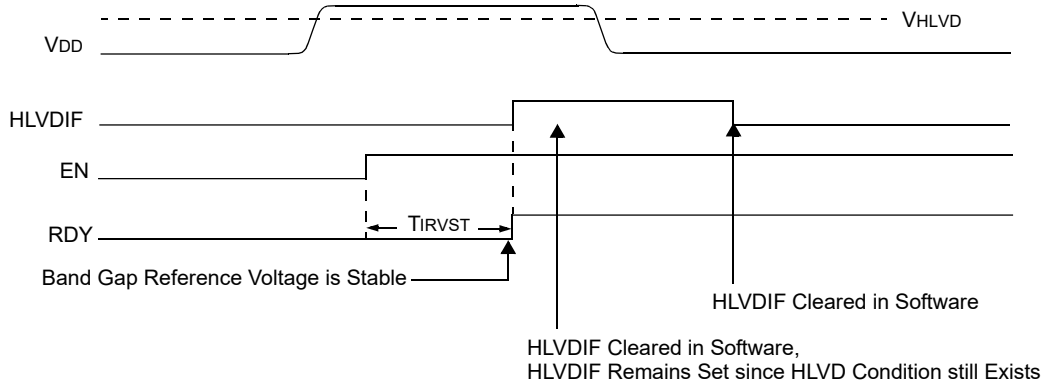 VHLVD
VDD
HLVDIF
EN
TIRVST
RDY
Band Gap Reference Voltage is Stable
HLVDIF Cleared in Software
HLVDIF Cleared in Software,
HLVDIF Remains Set since HLVD Condition still Exists